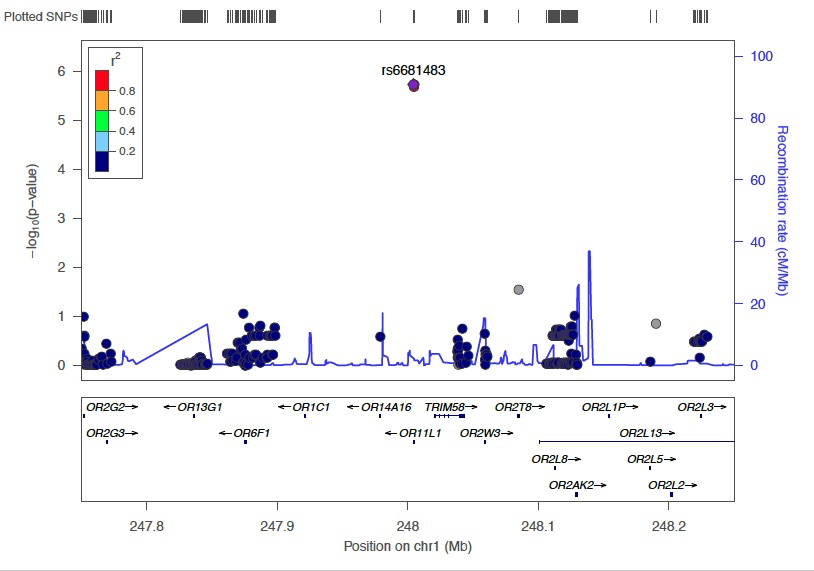 Plotted SNPs
rs6681483
r2
0.8
0.6
0.4
0.2
6
5
4
3
2
1
0
−log10(p−value)
100
80
60
40
20
0
Recombination rate (cM/Mb)
OR2G2→ ←OR13G1 ←OR1C1 ←OR14A16 TRIM58→ OR2T8→ OR2L1P→ OR2L3→
OR2G3→ ←OR6F1 ←OR11L1 OR2W3→ OR2L13→
OR2L8→ OR2L5→
OR2AK2→ OR2L2→
247.8 247.9 248 248.1 248.2
Position on chr1 (Mb)